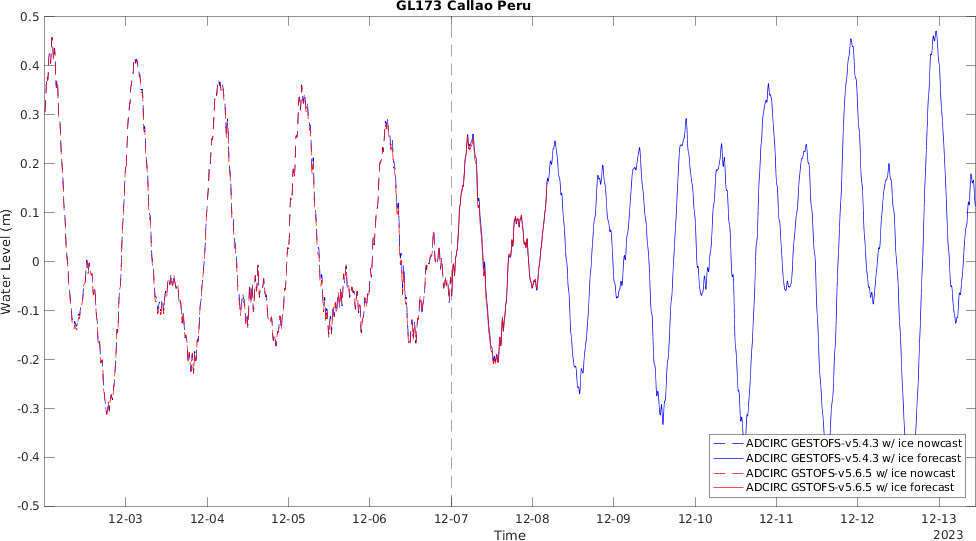 GL173 Callao Peru
0.5
0.4
0.3
0.2
0.1
0
-0.1
-0.2
-0.3
-0.4
-0.5
Water Level (m)
12-03 12-04 12-05 12-06 12-07 12-08 12-09 12-10 12-11 12-12 12-13
Time
2023
ADCIRC GESTOFS-v5.4.3 w/ ice nowcast
ADCIRC GESTOFS-v5.4.3 w/ ice forecast
ADCIRC GSTOFS-v5.6.5 w/ ice nowcast
ADCIRC GSTOFS-v5.6.5 w/ ice forecast